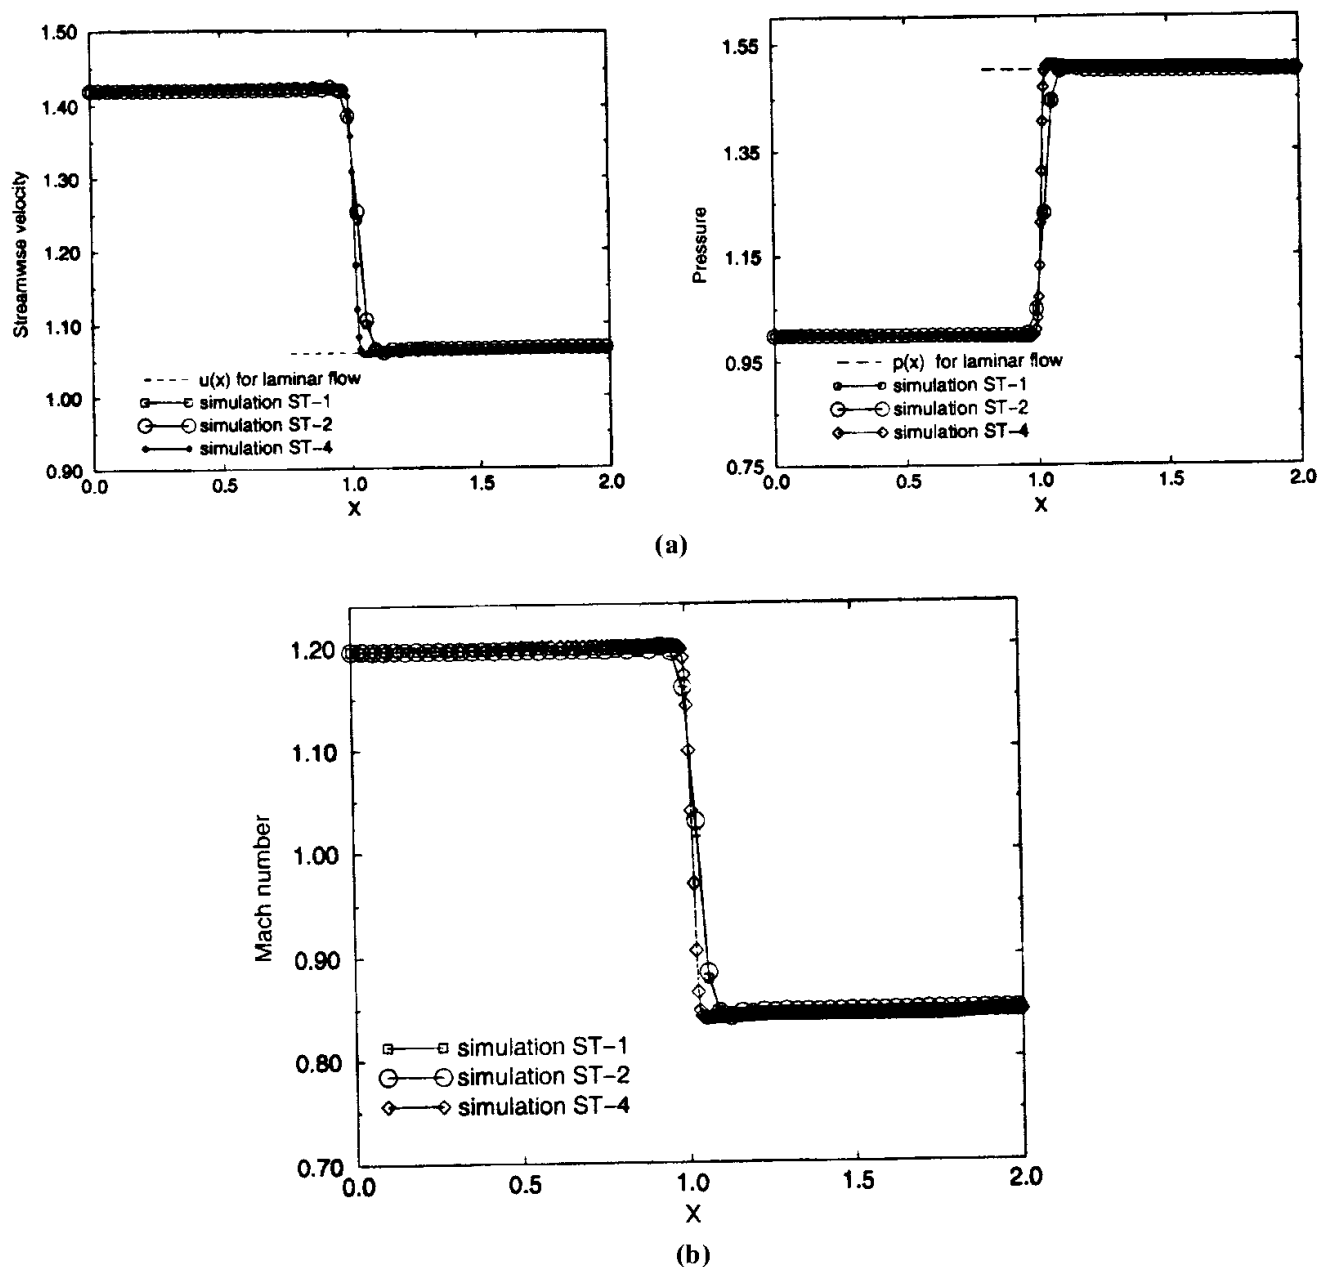 1.50
1.40
1.30
1.20
1.10
1.00
0.90
Streamwise velocity
u(x) for laminar flow
simulation ST-1
simulation ST-2
simulation ST-4
0.0 0.5 1.0 1.5 2.0
X
1.55
1.35
1.15
0.95
0.75
Pressure
p(x) for laminar flow
simulation ST-1
simulation ST-2
simulation ST-4
0.0 0.5 1.0 1.5 2.0
X
(a)
1.20
1.10
1.00
0.90
0.80
0.70
Mach number
simulation ST-1
simulation ST-2
simulation ST-4
0.0 0.5 1.0 1.5 2.0
X
(b)